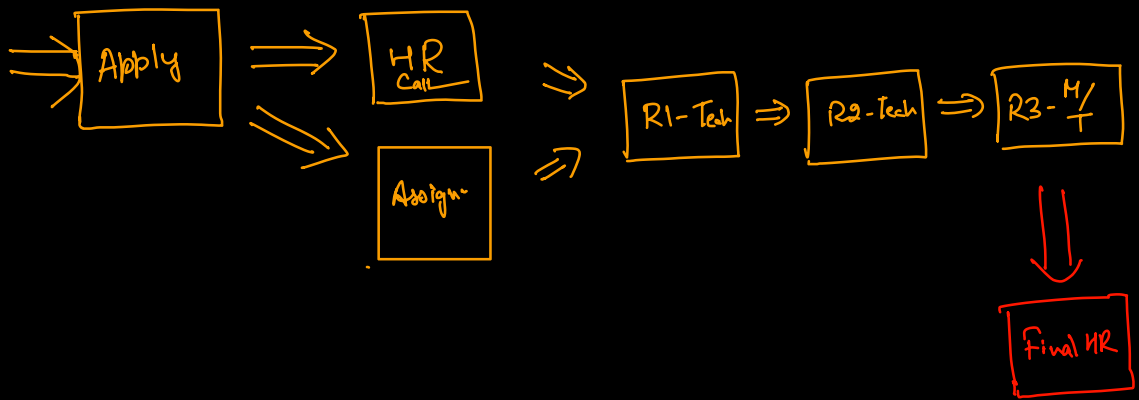 Apply
HR
Call
Assign
R1-Tech
R2-Tech
R3-M/T
Final HR